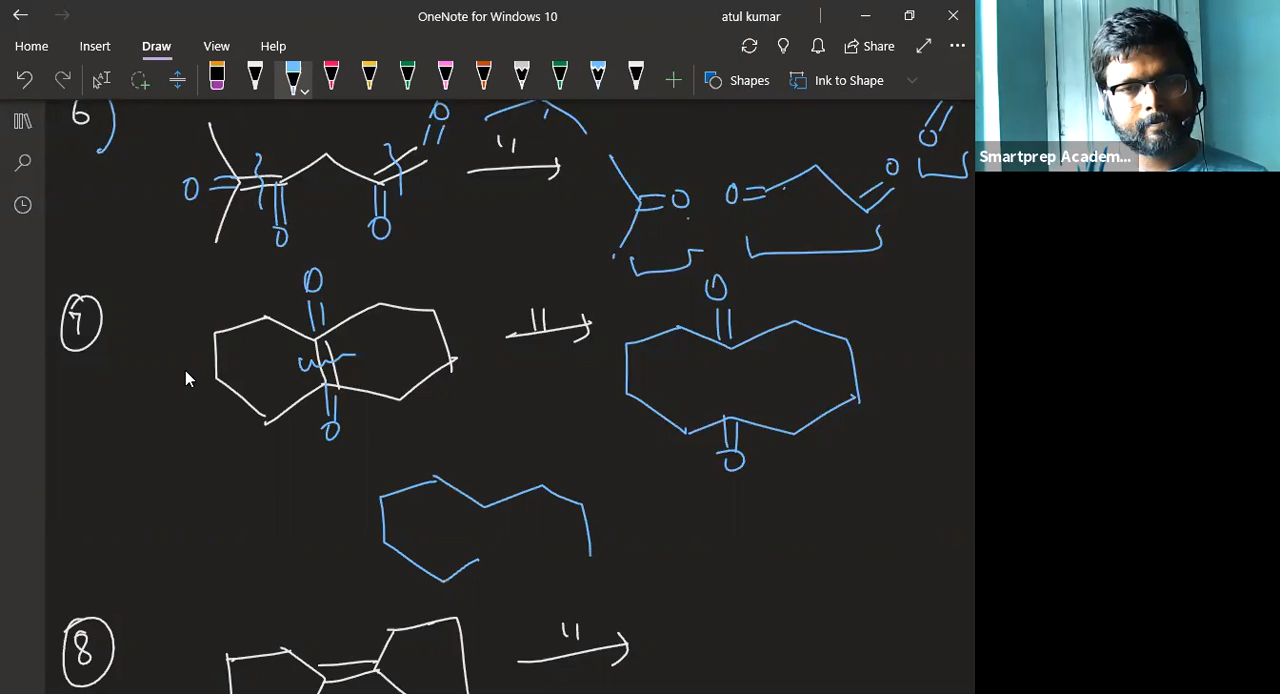 OneNote for Windows 10
atul kumar
Home Insert Draw View Help
Share
Shapes
Ink to Shape
6)
O
O
O
O
"
O
O
O
O
Smartprep Academ...
7
O
O
"
O
O
8
"